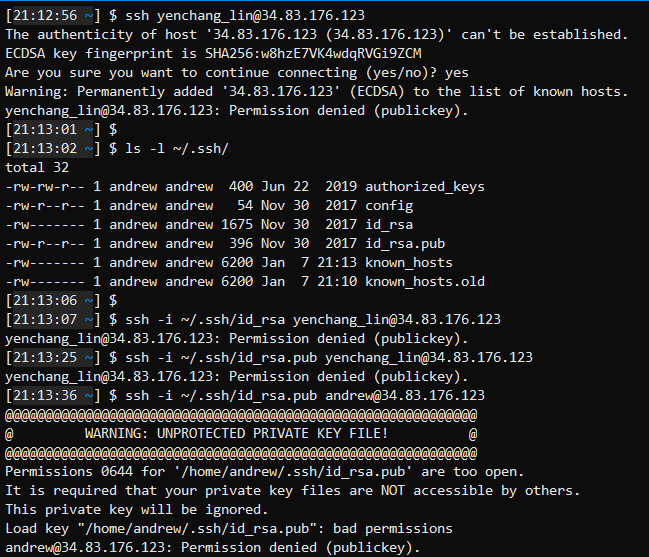 [21:12:56 ~] $ ssh yenchang_lin@34.83.176.123
The authenticity of host '34.83.176.123 (34.83.176.123)' can't be established.
ECDSA key fingerprint is SHA256:w8hzE7VK4wdqRVGi9ZCM
Are you sure you want to continue connecting (yes/no)? yes
Warning: Permanently added '34.83.176.123' (ECDSA) to the list of known hosts.
yenchang_lin@34.83.176.123: Permission denied (publickey).
[21:13:01 ~] $
[21:13:02 ~] $ ls -l ~/.ssh/
total 32
-rw-rw-r-- 1 andrew andrew  400 Jun 22  2019 authorized_keys
-rw-r--r-- 1 andrew andrew   54 Nov 30  2017 config
-rw------- 1 andrew andrew 1675 Nov 30  2017 id_rsa
-rw-r--r-- 1 andrew andrew  396 Nov 30  2017 id_rsa.pub
-rw------- 1 andrew andrew 6200 Jan  7 21:13 known_hosts
-rw------- 1 andrew andrew 6200 Jan  7 21:10 known_hosts.old
[21:13:06 ~] $
[21:13:07 ~] $ ssh -i ~/.ssh/id_rsa yenchang_lin@34.83.176.123
yenchang_lin@34.83.176.123: Permission denied (publickey).
[21:13:25 ~] $ ssh -i ~/.ssh/id_rsa.pub yenchang_lin@34.83.176.123
yenchang_lin@34.83.176.123: Permission denied (publickey).
[21:13:36 ~] $ ssh -i ~/.ssh/id_rsa.pub andrew@34.83.176.123
@@@@@@@@@@@@@@@@@@@@@@@@@@@@@@@@@@@@@@@@@@@@@@@@@@@@@@@@@@@
@         WARNING: UNPROTECTED PRIVATE KEY FILE!          @
@@@@@@@@@@@@@@@@@@@@@@@@@@@@@@@@@@@@@@@@@@@@@@@@@@@@@@@@@@@
Permissions 0644 for '/home/andrew/.ssh/id_rsa.pub' are too open.
It is required that your private key files are NOT accessible by others.
This private key will be ignored.
Load key "/home/andrew/.ssh/id_rsa.pub": bad permissions
andrew@34.83.176.123: Permission denied (publickey).